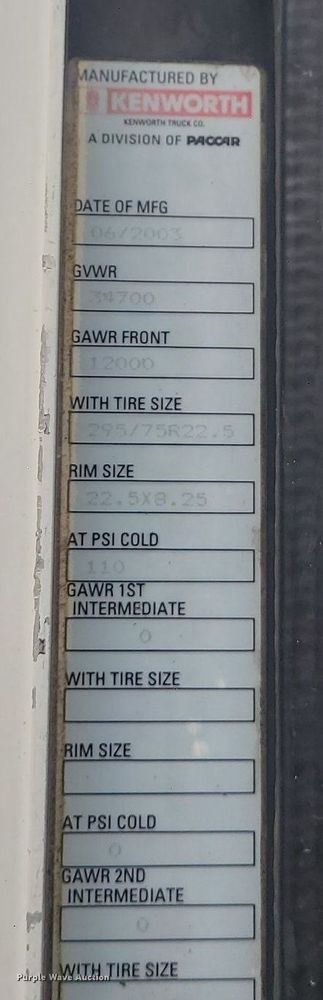 MANUFACTURED BY
KENWORTH
KENWORTH TRUCK CO.
A DIVISION OF PACCAR
DATE OF MFG
06/2003
GVWR
34700
GAWR FRONT
12000
WITH TIRE SIZE
295/75R22.5
RIM SIZE
22.5X8.25
AT PSI COLD
110
GAWR 1ST
INTERMEDIATE
0
WITH TIRE SIZE
RIM SIZE
AT PSI COLD
0
GAWR 2ND
INTERMEDIATE
0
WITH TIRE SIZE
Purple Wave Auction